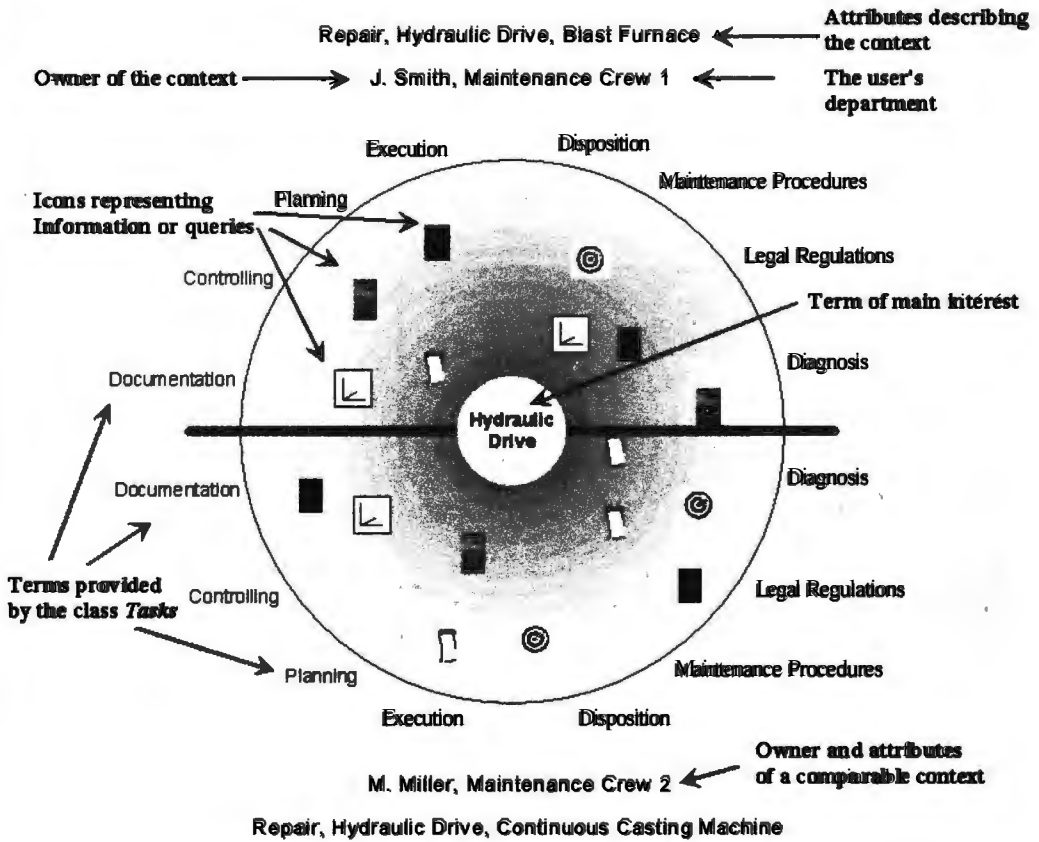 Repair, Hydraulic Drive, Blast Furnace
Attributes describing
the context
Owner of the context
J. Smith, Maintenance Crew 1
The user's
department
Execution
Disposition
Planning
Maintenance Procedures
Icons representing
Information or queries
Controlling
Legal Regulations
Term of main interest
Documentation
Diagnosis
Hydraulic
Drive
Documentation
Diagnosis
Terms provided
by the class Tasks
Controlling
Legal Regulations
Planning
Maintenance Procedures
Execution
Disposition
Owner and attributes
of a comparable context
M. Miller, Maintenance Crew 2
Repair, Hydraulic Drive, Continuous Casting Machine